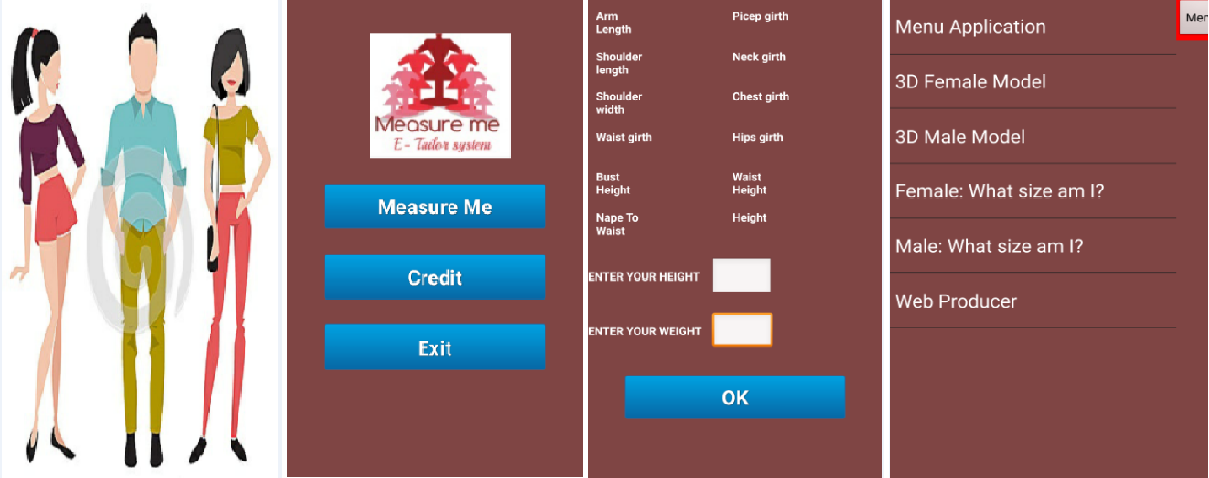 Measure me
E - Tailor system
Measure Me
Credit
Exit
Arm
Length
Picep girth
Shoulder
length
Neck girth
Shoulder
width
Chest girth
Waist girth
Hips girth
Bust
Height
Waist
Height
Nape To
Waist
Height
ENTER YOUR HEIGHT
ENTER YOUR WEIGHT
OK
Menu Application
3D Female Model
3D Male Model
Female: What size am I?
Male: What size am I?
Web Producer
Men